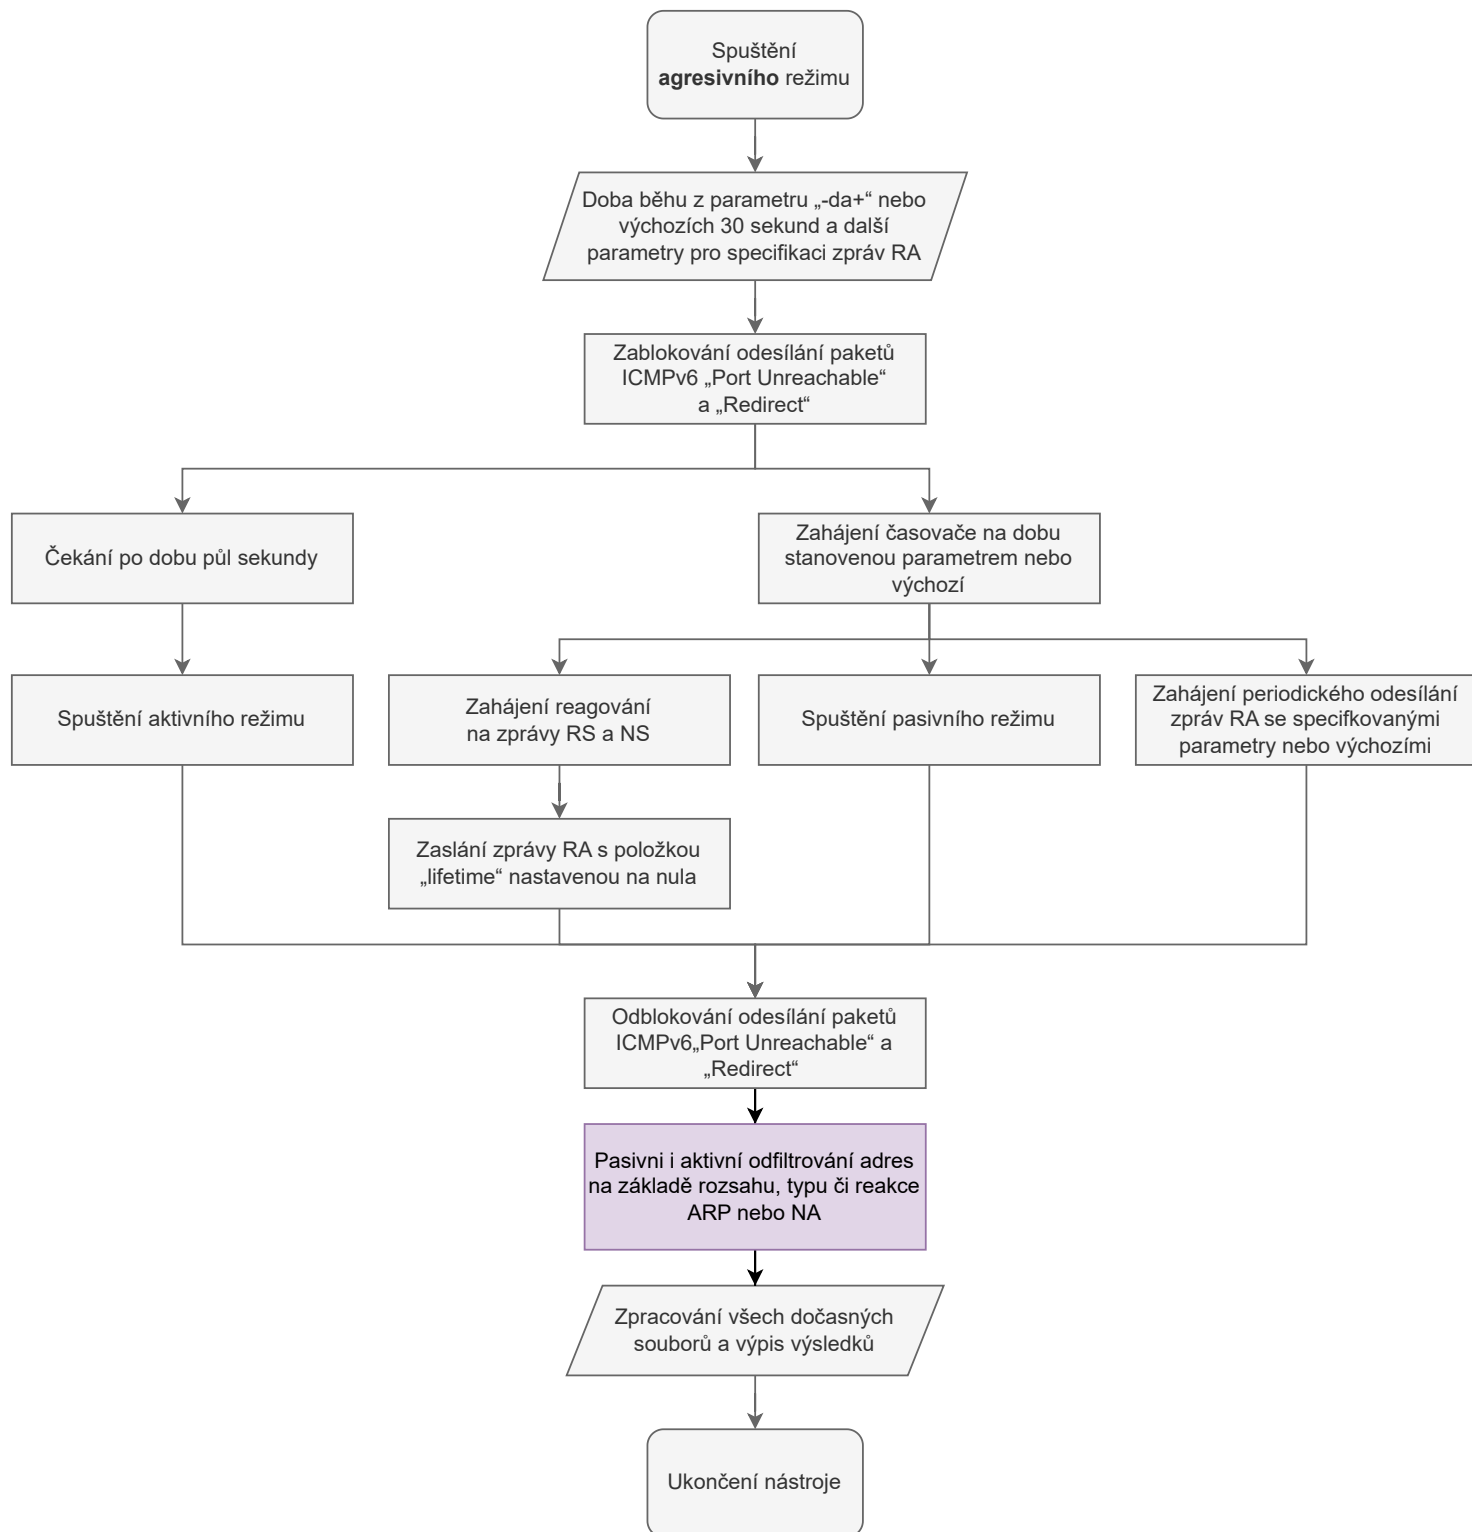 Spuštění
agresivního režimu
Doba běhu z parametru „-da+“ nebo
výchozích 30 sekund a další
parametry pro specifikaci zpráv RA
Zablokování odesílání paketů
ICMPv6 „Port Unreachable“
a „Redirect“
Čekání po dobu půl sekundy
Zahájení časovače na dobu
stanovenou parametrem nebo
výchozí
Spuštění aktivního režimu
Zahájení reagování
na zprávy RS a NS
Spuštění pasivního režimu
Zahájení periodického odesílání
zpráv RA se specifkovanými
parametry nebo výchozími
Zaslání zprávy RA s položkou
„lifetime“ nastavenou na nula
Odblokování odesílání paketů
ICMPv6„Port Unreachable“ a
„Redirect“
Pasivni i aktivní odfiltrování adres
na základě rozsahu, typu či reakce
ARP nebo NA
Zpracování všech dočasných
souborů a výpis výsledků
Ukončení nástroje